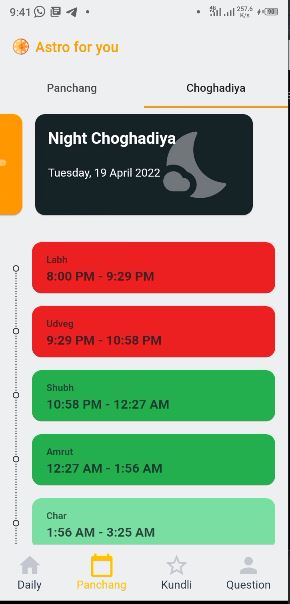 9:41
4G
257.6
K/s
90
Astro for you
Panchang
Choghadiya
Night Choghadiya
Tuesday, 19 April 2022
Labh
8:00 PM - 9:29 PM
Udveg
9:29 PM - 10:58 PM
Shubh
10:58 PM - 12:27 AM
Amrut
12:27 AM - 1:56 AM
Char
1:56 AM - 3:25 AM
Daily
Panchang
Kundli
Question